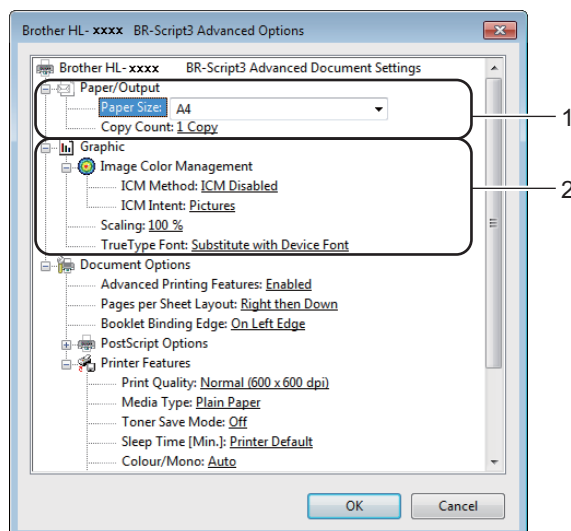 Brother HL- xxxx BR-Script3 Advanced Options
Brother HL- xxxx BR-Script3 Advanced Document Settings
Paper/Output
Paper Size: A4
Copy Count: 1 Copy
1
Graphic
Image Color Management
ICM Method: ICM Disabled
2
ICM Intent: Pictures
Scaling: 100 %
TrueType Font: Substitute with Device Font
Document Options
Advanced Printing Features: Enabled
Pages per Sheet Layout: Right then Down
Booklet Binding Edge: On Left Edge
PostScript Options
Printer Features
Print Quality: Normal (600 x 600 dpi)
Media Type: Plain Paper
Toner Save Mode: Off
Sleep Time [Min.]: Printer Default
Colour/Mono: Auto
OK Cancel